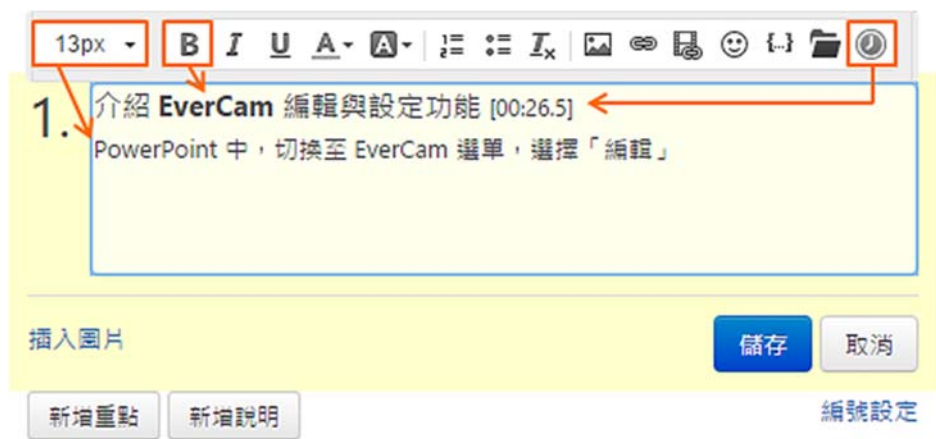 13px
1. 介紹 EverCam 編輯與設定功能 [00:26.5]
PowerPoint 中，切換至 EverCam 選單，選擇「編輯」
插入圖片
儲存 取消
新增重點 新增說明 編號設定